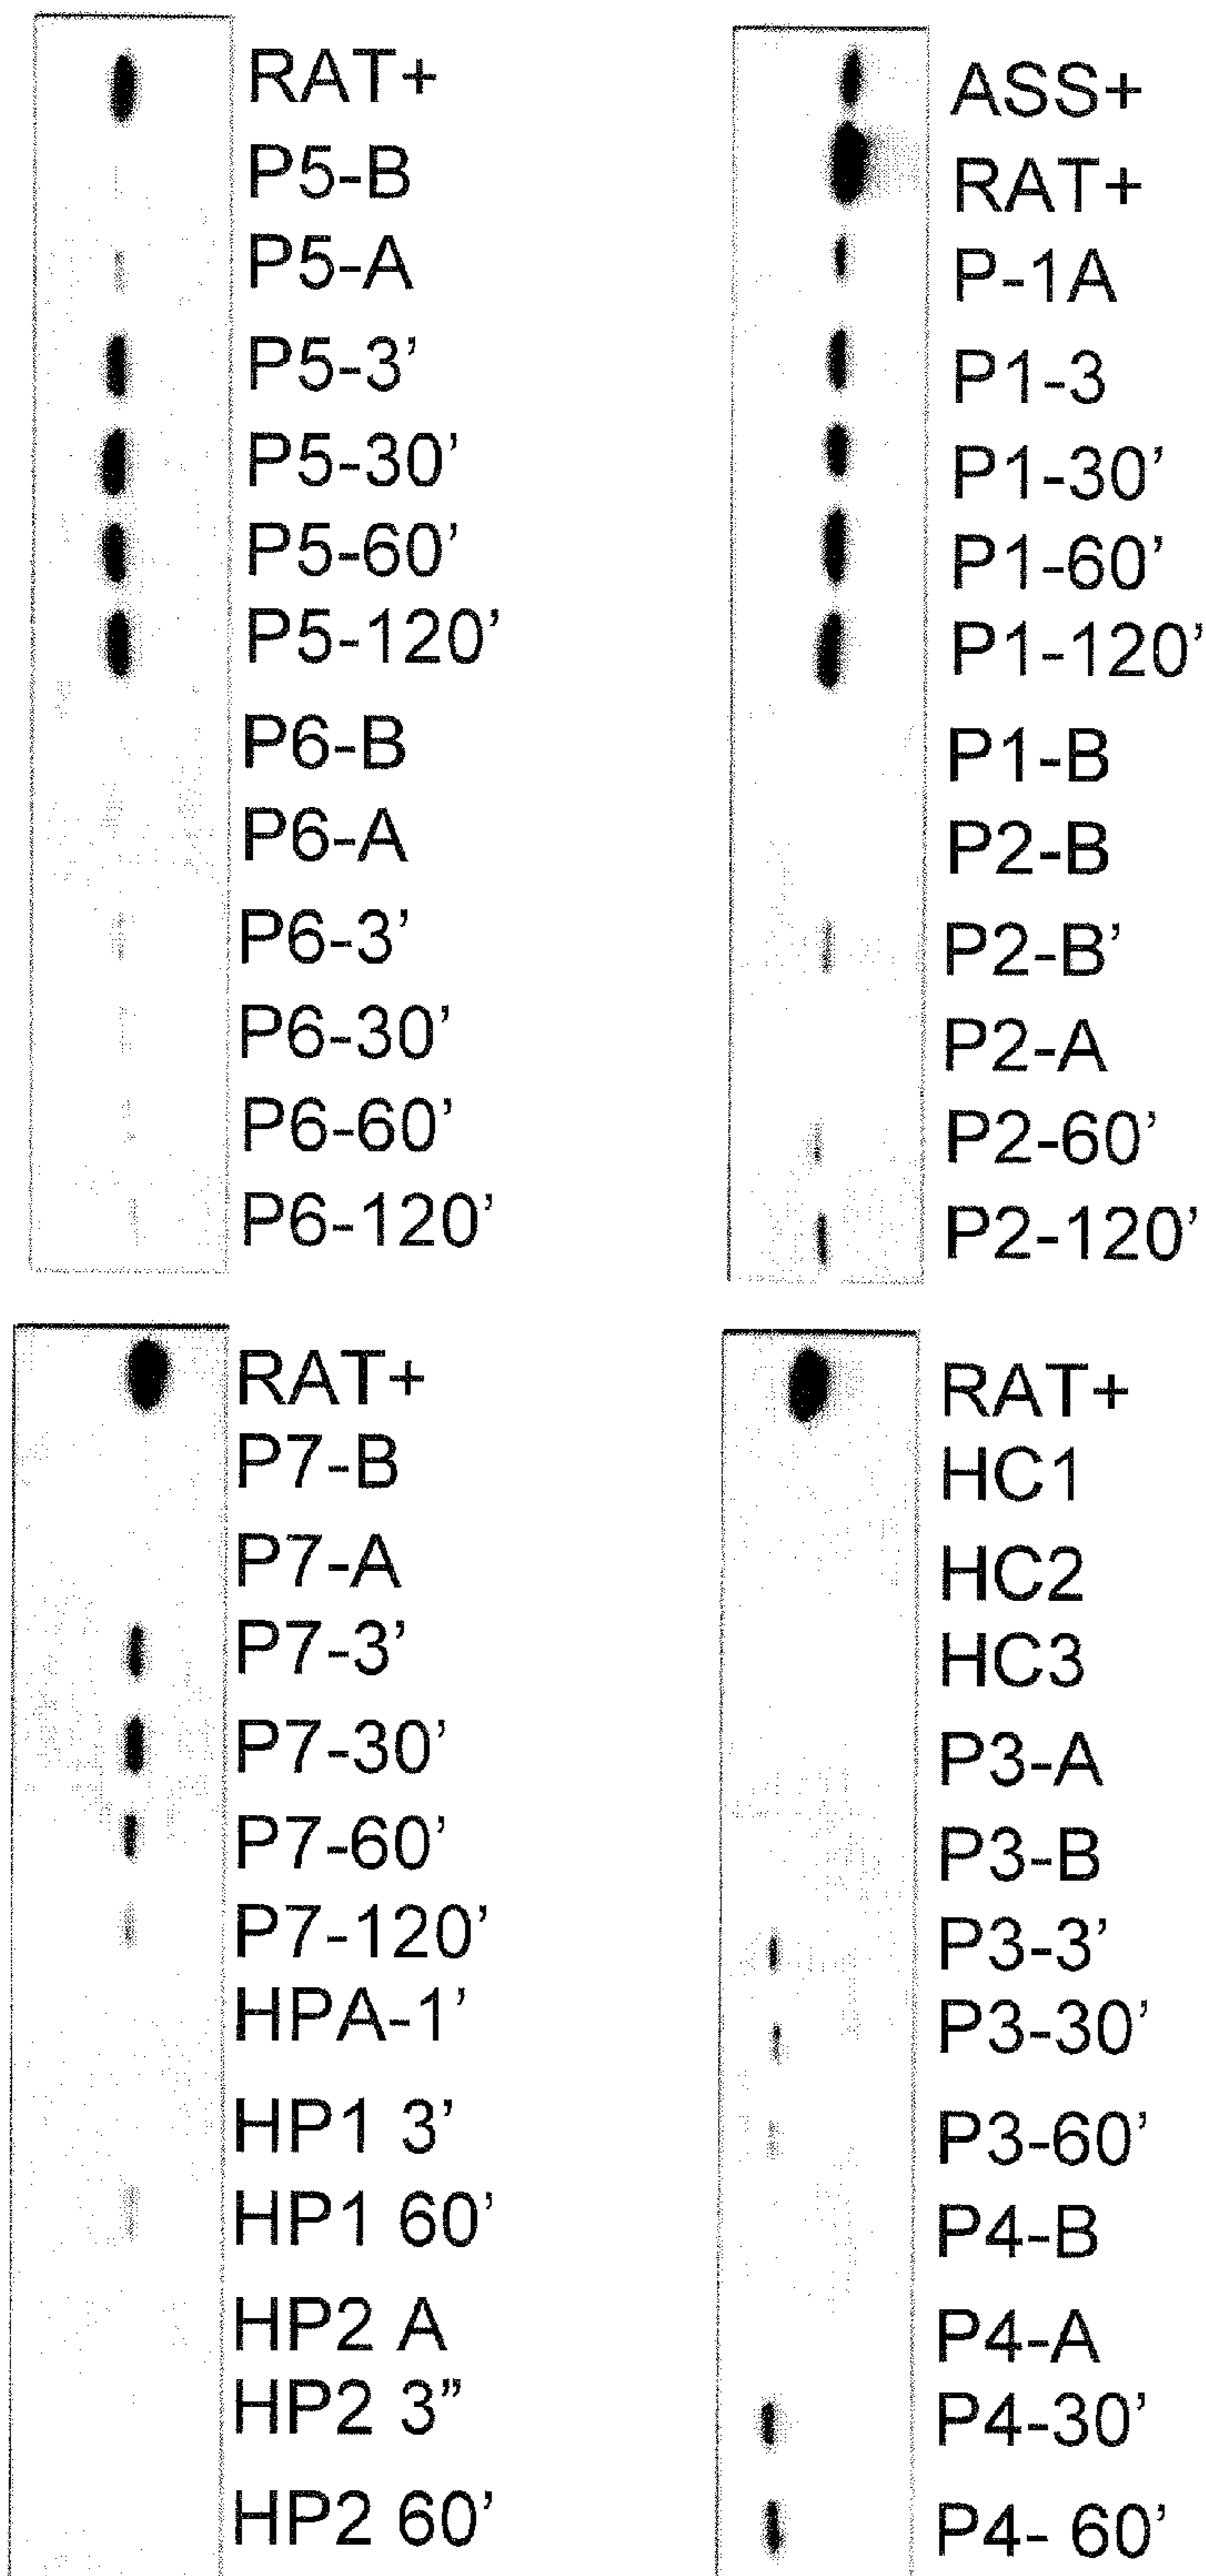 RAT+
P5-B
P5-A
P5-3’
P5-30’
P5-60’
P5-120’
P6-B
P6-A
P6-3’
P6-30’
P6-60’
P6-120’
ASS+
RAT+
P-1A
P1-3
P1-30’
P1-60’
P1-120’
P1-B
P2-B
P2-B’
P2-A
P2-60’
P2-120’
RAT+
P7-B
P7-A
P7-3’
P7-30’
P7-60’
P7-120’
HPA-1’
HP1 3’
HP1 60’
HP2 A
HP2 3”
HP2 60’
RAT+
HC1
HC2
HC3
P3-A
P3-B
P3-3’
P3-30’
P3-60’
P4-B
P4-A
P4-30’
P4- 60’